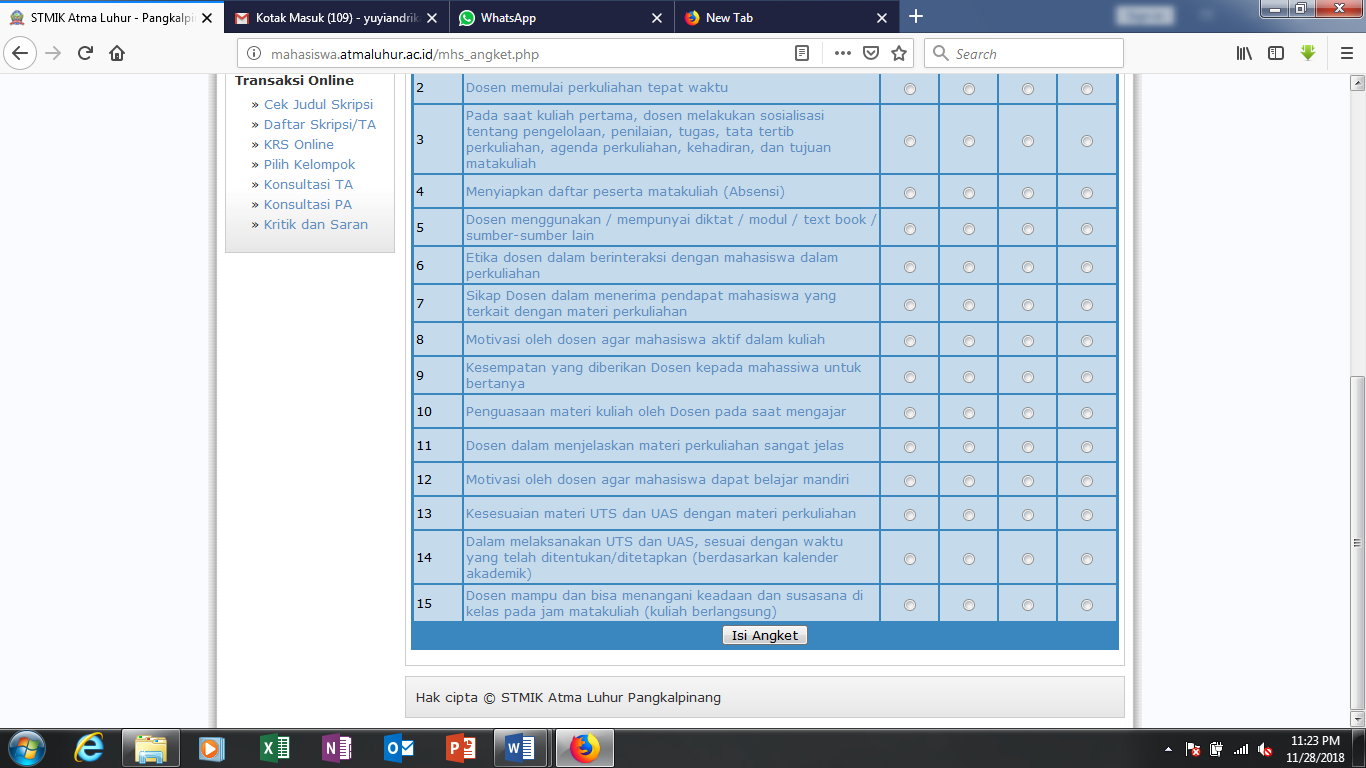 STMIK Atma Luhur - Pangkalpin
Kotak Masuk (109) - yuyiandrik
WhatsApp
New Tab
mahasiswa.atmaluhur.ac.id/mhs_angket.php
Search
Transaksi Online
» Cek Judul Skripsi
» Daftar Skripsi/TA
» KRS Online
» Pilih Kelompok
» Konsultasi TA
» Konsultasi PA
» Kritik dan Saran
2 Dosen memulai perkuliahan tepat waktu
3 Pada saat kuliah pertama, dosen melakukan sosialisasi
tentang pengelolaan, penilaian, tugas, tata tertib
perkuliahan, agenda perkuliahan, kehadiran, dan tujuan
matakuliah
4 Menyiapkan daftar peserta matakuliah (Absensi)
5 Dosen menggunakan / mempunyai diktat / modul / text book /
sumber-sumber lain
6 Etika dosen dalam berinteraksi dengan mahasiswa dalam
perkuliahan
7 Sikap Dosen dalam menerima pendapat mahasiswa yang
terkait dengan materi perkuliahan
8 Motivasi oleh dosen agar mahasiswa aktif dalam kuliah
9 Kesempatan yang diberikan Dosen kepada mahassiwa untuk
bertanya
10 Penguasaan materi kuliah oleh Dosen pada saat mengajar
11 Dosen dalam menjelaskan materi perkuliahan sangat jelas
12 Motivasi oleh dosen agar mahasiswa dapat belajar mandiri
13 Kesesuaian materi UTS dan UAS dengan materi perkuliahan
14 Dalam melaksanakan UTS dan UAS, sesuai dengan waktu
yang telah ditentukan/ditetapkan (berdasarkan kalender
akademik)
15 Dosen mampu dan bisa menangani keadaan dan susasana di
kelas pada jam matakuliah (kuliah berlangsung)
Isi Angket
Hak cipta © STMIK Atma Luhur Pangkalpinang
11:23 PM
11/28/2018